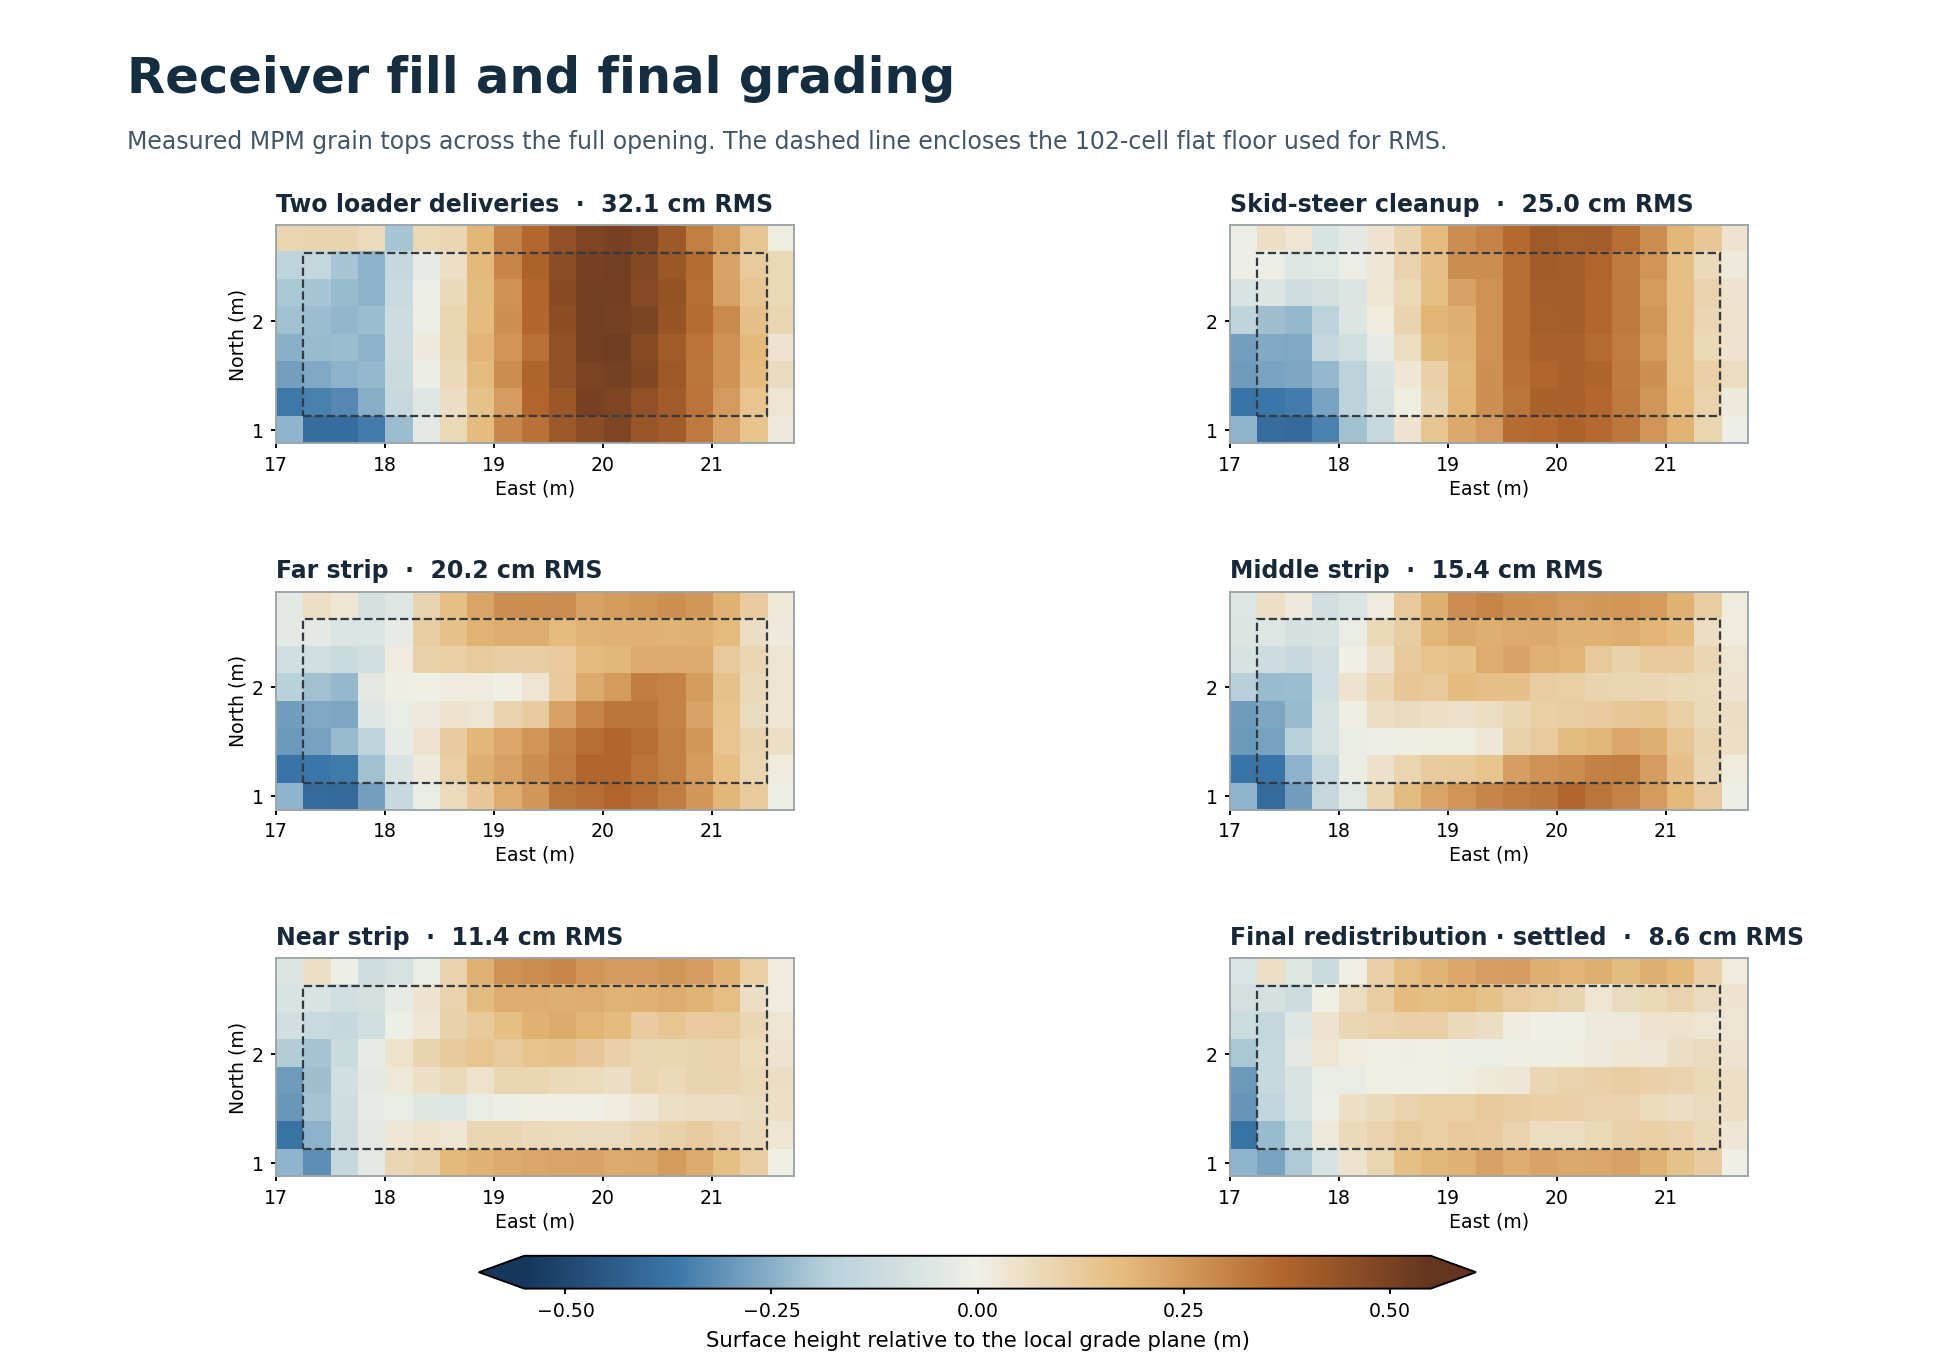 Receiver fill and final grading
Measured MPM grain tops across the full opening. The dashed line encloses the 102-cell flat floor used for RMS.
Two loader deliveries · 32.1 cm RMS
North (m)
2
1
17 18 19 20 21
East (m)
Skid-steer cleanup · 25.0 cm RMS
2
1
17 18 19 20 21
East (m)
Far strip · 20.2 cm RMS
North (m)
2
1
17 18 19 20 21
East (m)
Middle strip · 15.4 cm RMS
2
1
17 18 19 20 21
East (m)
Near strip · 11.4 cm RMS
North (m)
2
1
17 18 19 20 21
East (m)
Final redistribution · settled · 8.6 cm RMS
2
1
17 18 19 20 21
East (m)
−0.50 −0.25 0.00 0.25 0.50
Surface height relative to the local grade plane (m)